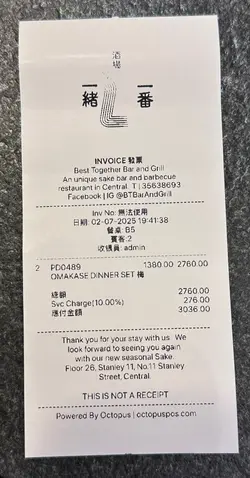 酒場
一 一
緒 番
INVOICE 發票
Best Together Bar and Grill
An unique sake bar and barbecue
restaurant in Central. T | 35638693
Facebook | IG @BTBarAndGrill
Inv No: 無法使用
日期: 02-07-2025 19:41:38
餐桌: B5
賓客:2
收銀員: admin
2 PD0489 1380.00 2760.00
OMAKASE DINNER SET 梅
總額 2760.00
Svc Charge(10.00%) 276.00
應付金額 3036.00
Thank you for your stay with us. We
look forward to seeing you again
with our new seasonal Sake.
Floor 26, Stanley 11, No.11 Stanley
Street, Central.
THIS IS NOT A RECEIPT
Powered By Octopus | octopuspos.com